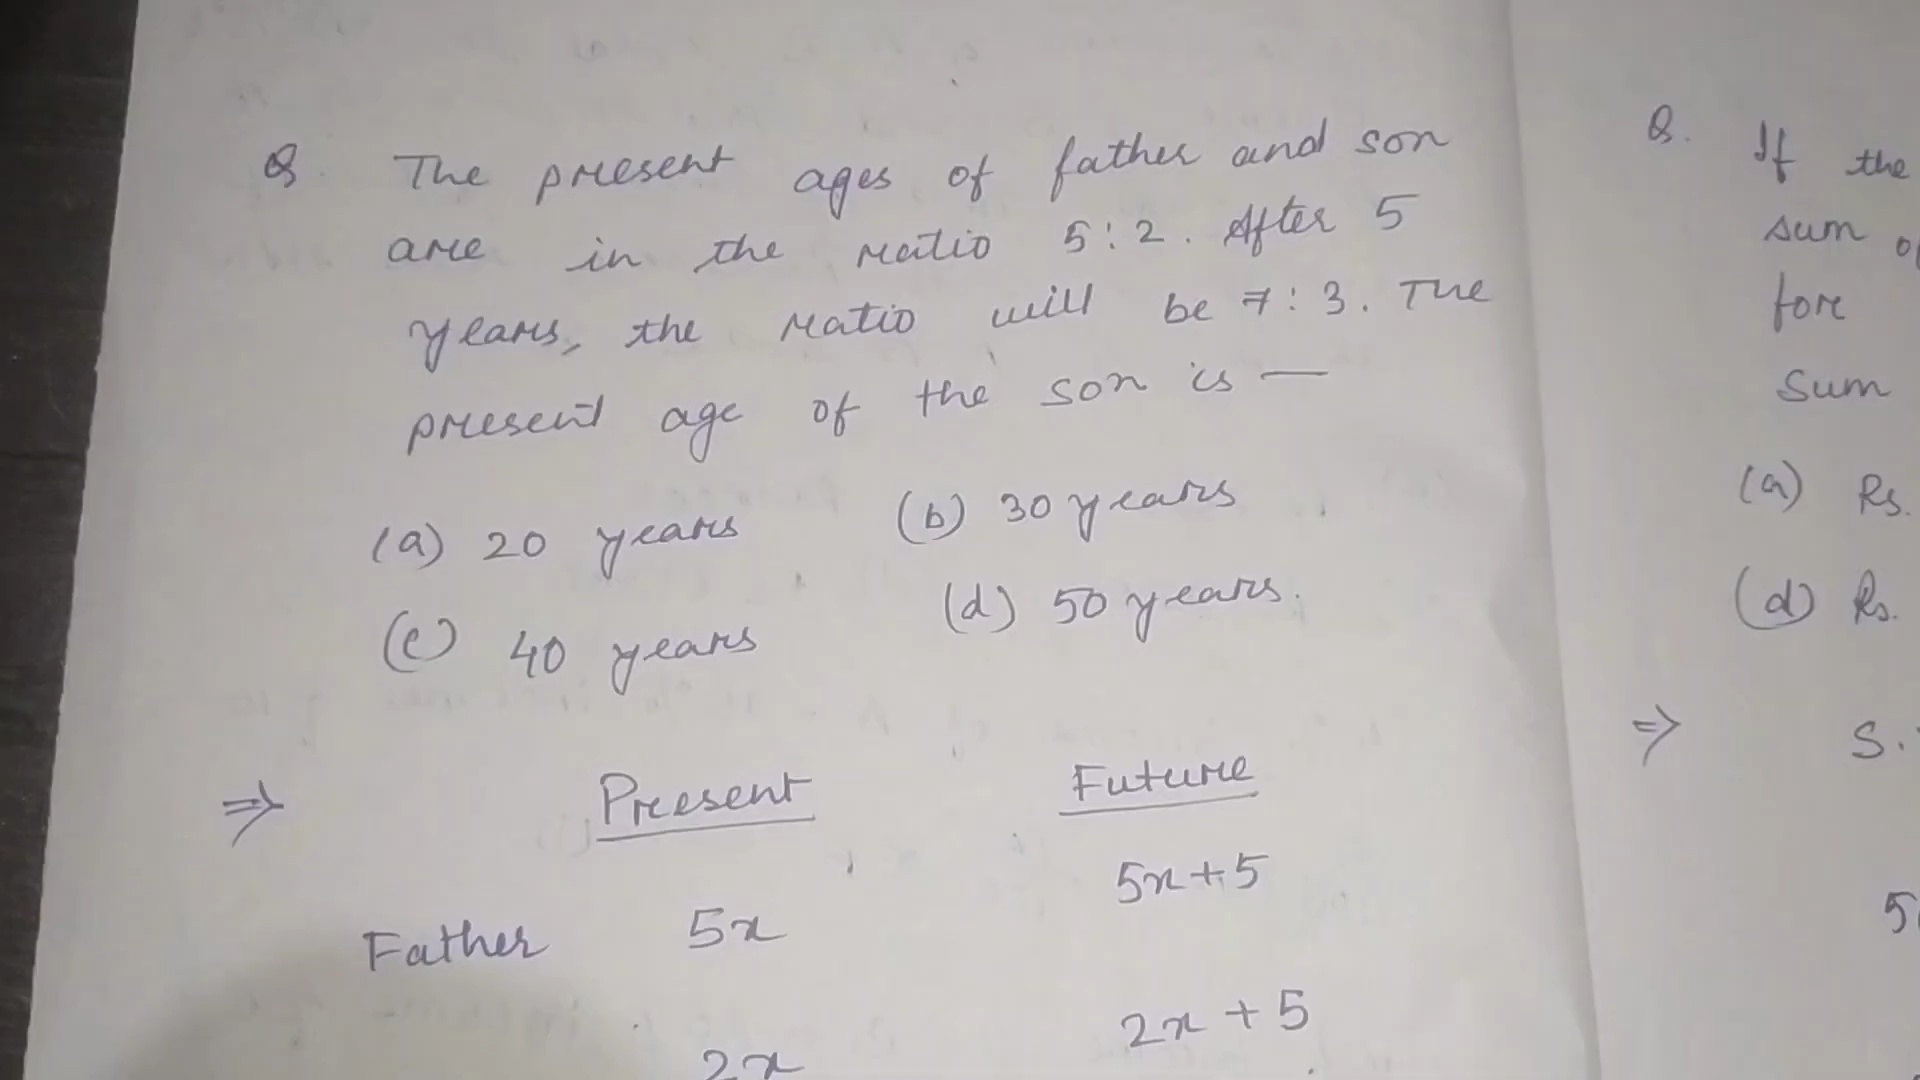 Q. The present ages of father and son
are in the ratio 5:2. After 5
years, the ratio will be 7:3. The
present age of the son is —
(a) 20 years (b) 30 years
(c) 40 years (d) 50 years.
⇒ Present Future
Father 5x 5x+5
2x 2x + 5
Q. If the
sum
for
Sum
(a) Rs.
(d) Rs.
⇒ S.